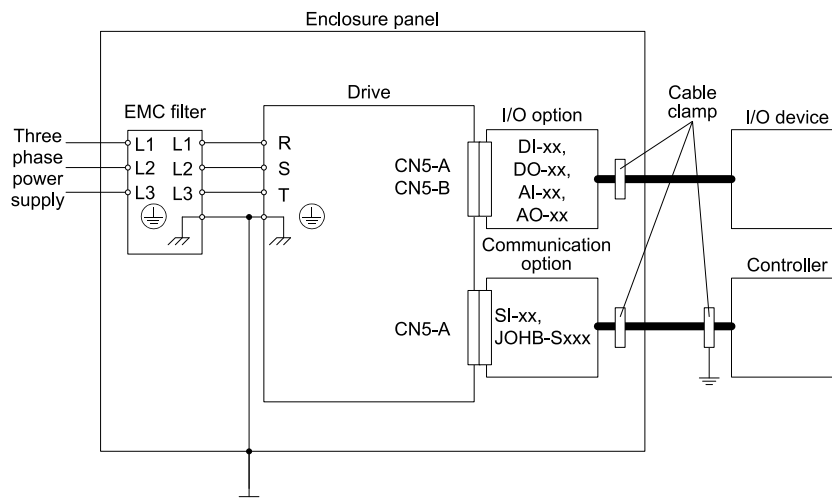 Enclosure panel
Cable
clamp
EMC filter
Drive
I/O option
I/O device
Three
phase
power
supply
L1 L1
L2 L2
L3 L3
R
S
T
CN5-A
CN5-B
DI-xx,
DO-xx,
AI-xx,
AO-xx
Communication
option
Controller
CN5-A
SI-xx,
JOHB-Sxxx